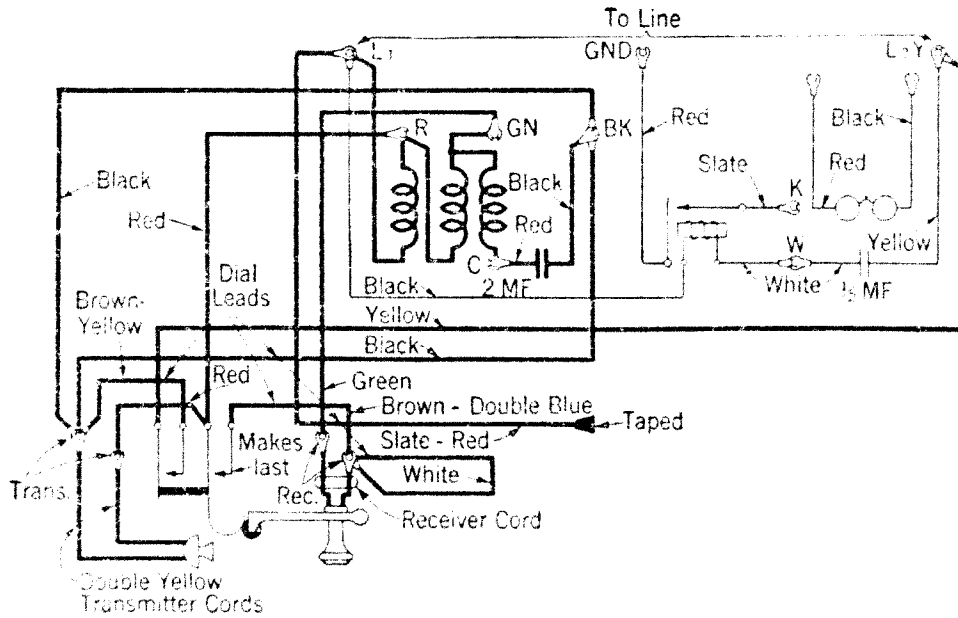 To Line
L1
GND
L2Y
R
GN
BK
Red
Black
Black
Slate
K
Red
Black
Red
Red
C
W
Yellow
Dial
Leads
Black
2 MF
White
MF
Brown-
Yellow
Yellow
Black
Red
Green
Brown - Double Blue
Taped
Makes
last
Slate - Red
Trans.
Rec.
White
Receiver Cord
Double Yellow
Transmitter Cords